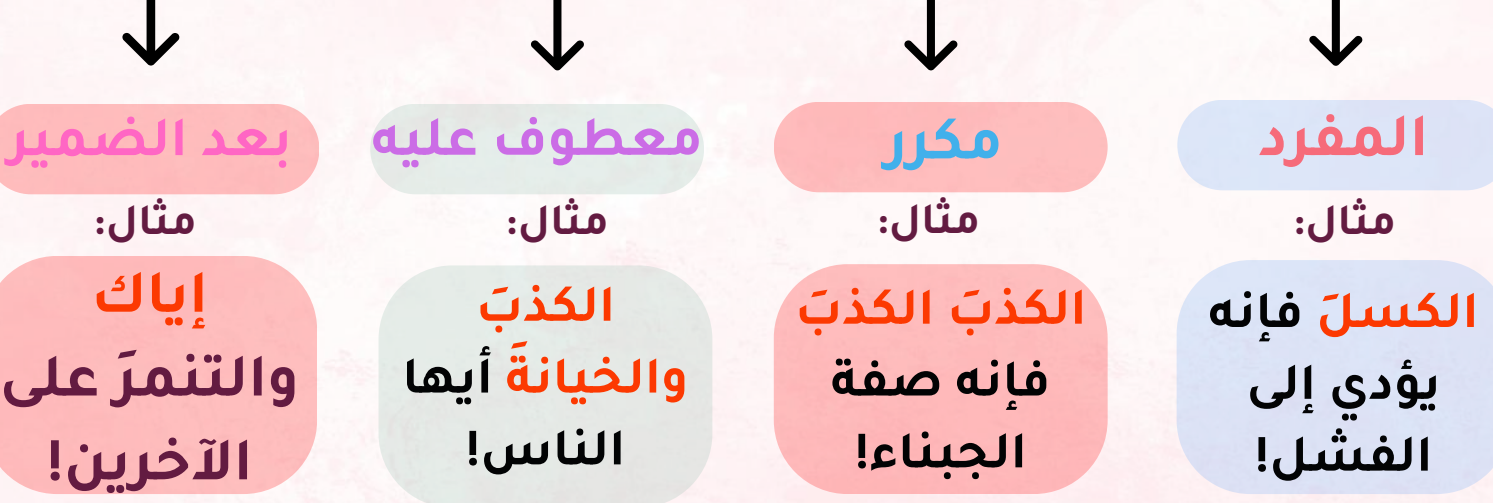 المفرد
مثال:
الكسلَ فإنه
يؤدي إلى
الفشل!
مكرر
مثال:
الكذبَ الكذبَ
فإنه صفة
الجبناء!
معطوف عليه
مثال:
الكذبَ
والخيانةَ أيها
الناس!
بعد الضمير
مثال:
إياك
والتنمرَ على
الآخرين!